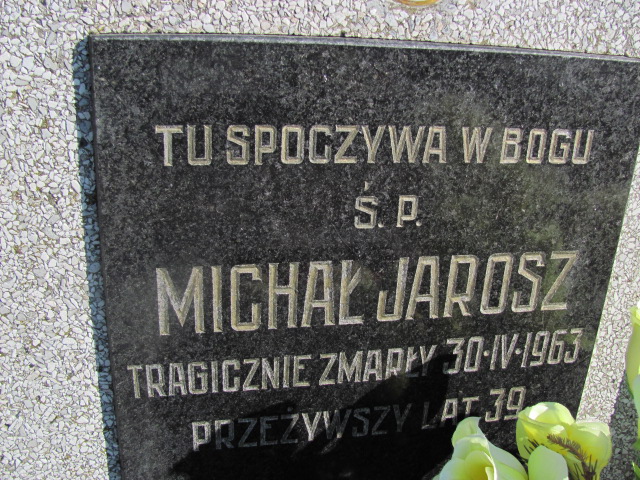 TU SPOCZYWA W BOGU
Ś. P.
MICHAŁ JAROSZ
TRAGICZNIE ZMARŁY 30·IV·1963
PRZEŻYWSZY LAT 39